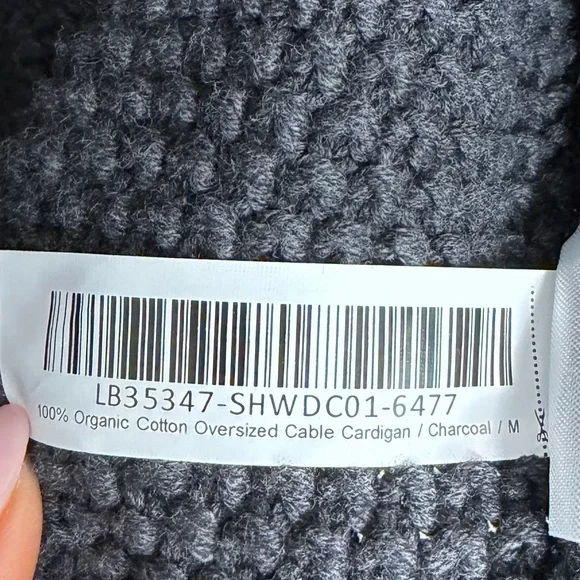 LB35347-SHWDC01-6477
100% Organic Cotton Oversized Cable Cardigan / Charcoal / M